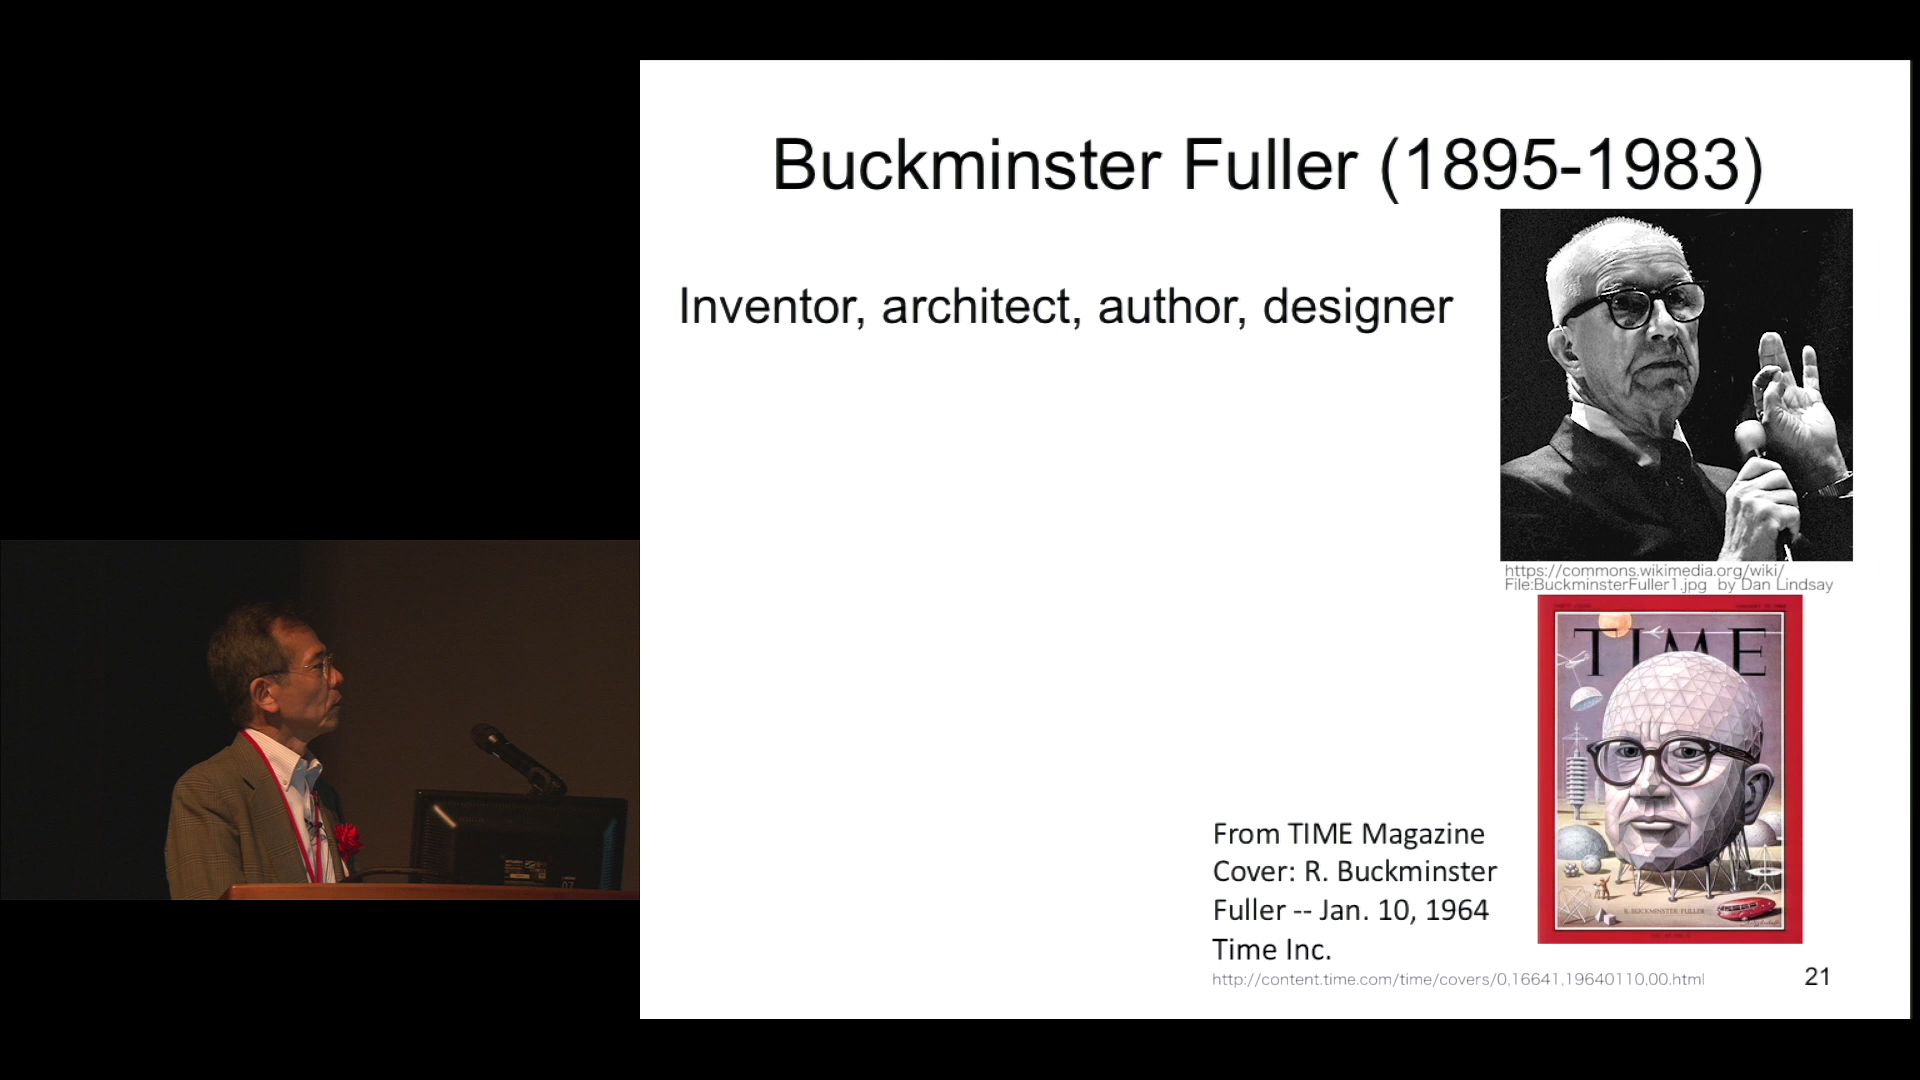 Buckminster Fuller (1895-1983)
Inventor, architect, author, designer
https://commons.wikimedia.org/wiki/
File:BuckminsterFuller1.jpg by Dan Lindsay
TIME
R. BUCKMINSTER FULLER
From TIME Magazine
Cover: R. Buckminster
Fuller -- Jan. 10, 1964
Time Inc.
http://content.time.com/time/covers/0,16641,19640110,00.html
21